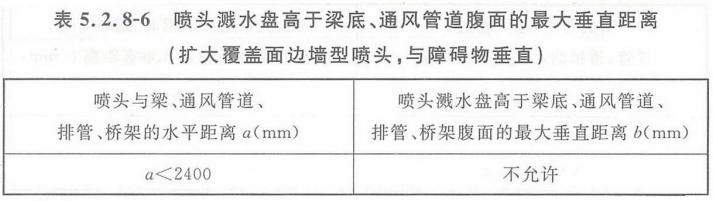 表 5.2.8-6 喷头溅水盘高于梁底、通风管道腹面的最大垂直距离
(扩大覆盖面边墙型喷头,与障碍物垂直)
喷头与梁、通风管道、
排管、桥架的水平距离 a(mm)
喷头溅水盘高于梁底、通风管道、
排管、桥架腹面的最大垂直距离 b(mm)
a<2400
不允许